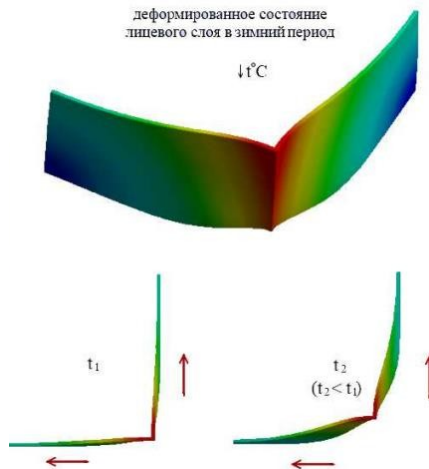 деформированное состояние
лицевого слоя в зимний период
↓t°C
t₁
t₂
(t₂< t₁)